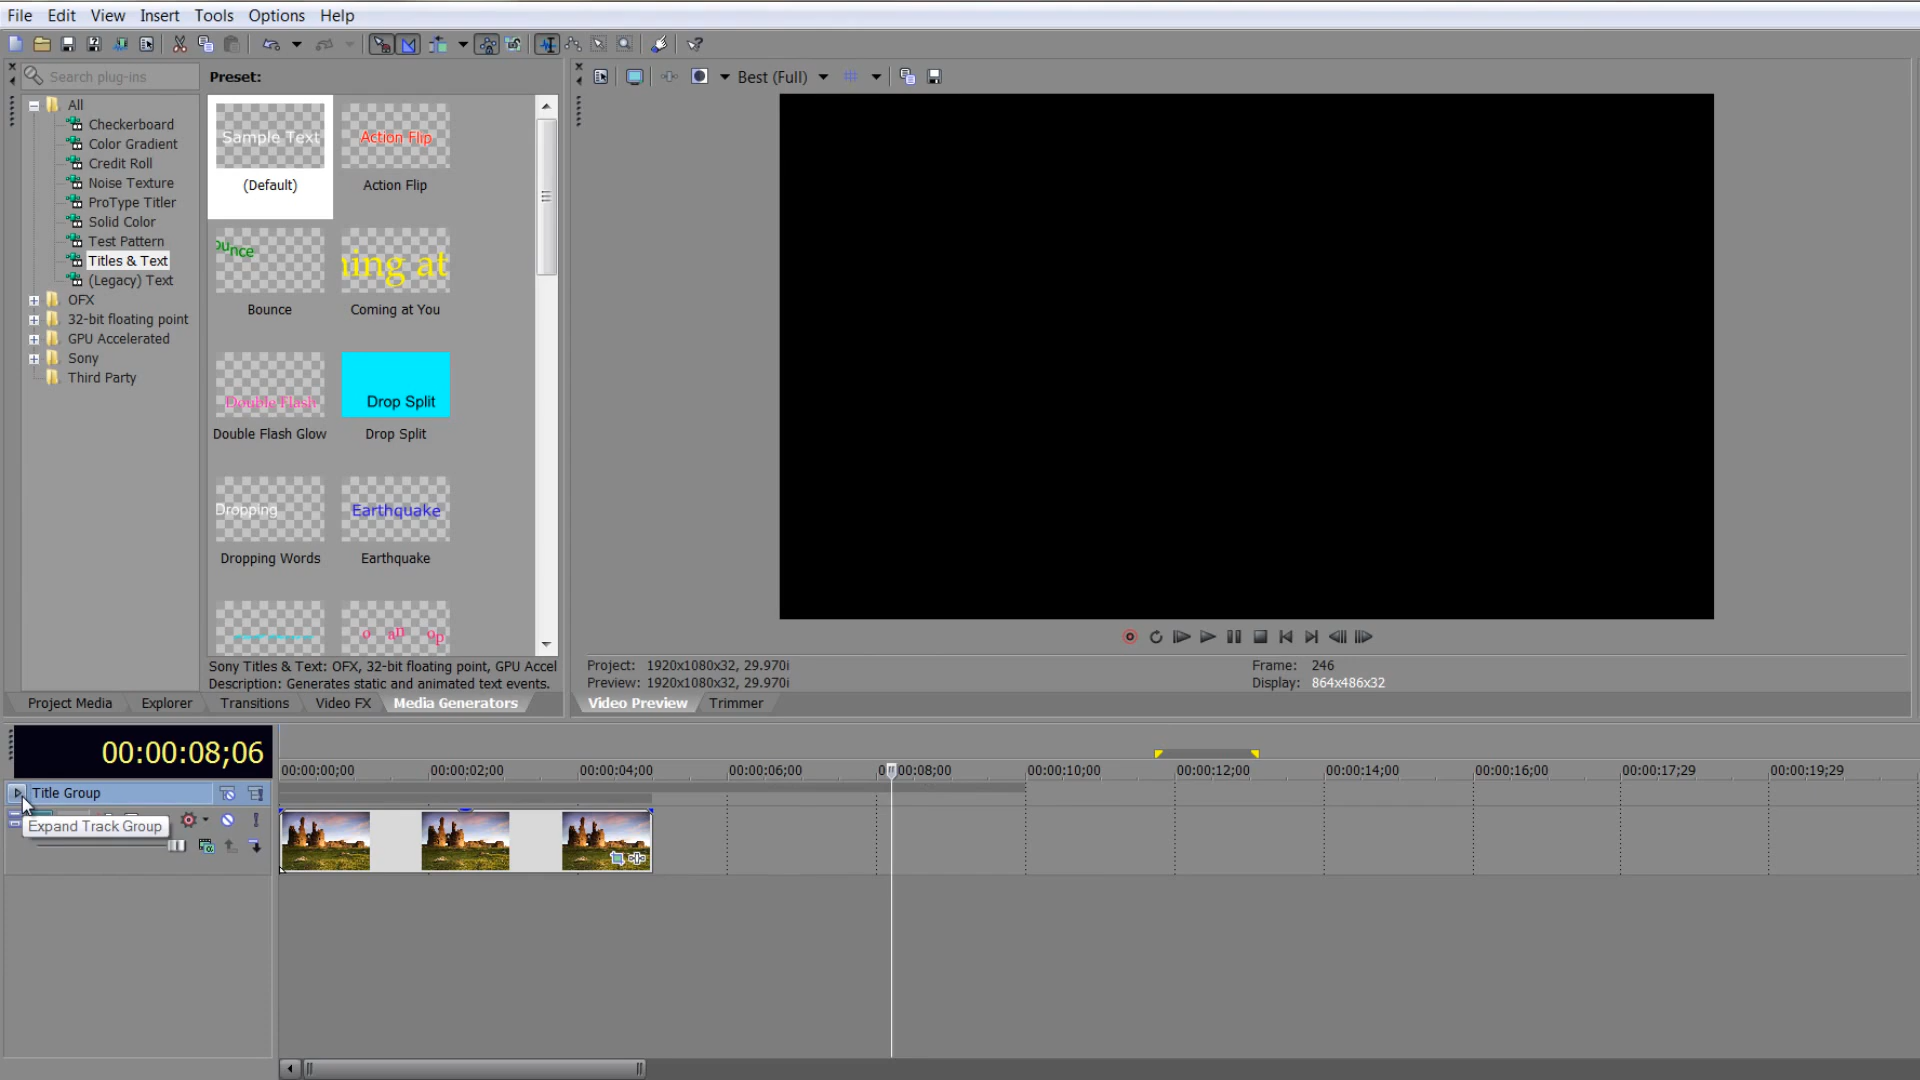 File Edit View Insert Tools Options Help
Search plug-ins
Preset:
All
Checkerboard
Color Gradient
Credit Roll
Noise Texture
ProType Titler
Solid Color
Test Pattern
Titles & Text
(Legacy) Text
OFX
32-bit floating point
GPU Accelerated
Sony
Third Party
Sample Text
(Default)
Action Flip
Action Flip
ounce
Bounce
ning at
Coming at You
Double Flash
Double Flash Glow
Drop Split
Drop Split
Dropping
Dropping Words
Earthquake
Earthquake
o an op
Sony Titles & Text: OFX, 32-bit floating point, GPU Accel
Description: Generates static and animated text events.
Project Media Explorer Transitions Video FX Media Generators
Best (Full)
Project: 1920x1080x32, 29.970i
Preview: 1920x1080x32, 29.970i
Frame: 246
Display: 864x486x32
Video Preview Trimmer
00:00:08;06
00:00:00;00 00:00:02;00 00:00:04;00 00:00:06;00 00:00:08;00 00:00:10;00 00:00:12;00 00:00:14;00 00:00:16;00 00:00:17;29 00:00:19;29
Title Group
Expand Track Group